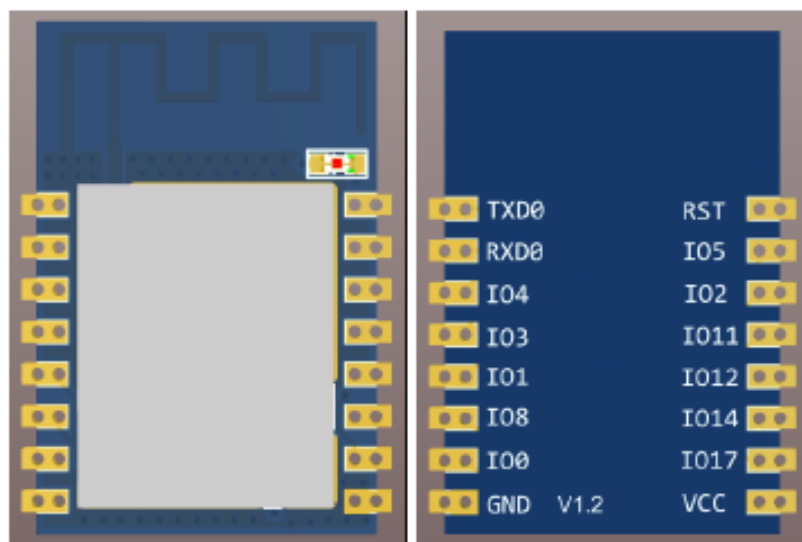 TXD0 RST
RXD0 IO5
IO4 IO2
IO3 IO11
IO1 IO12
IO8 IO14
IO0 IO17
GND V1.2 VCC